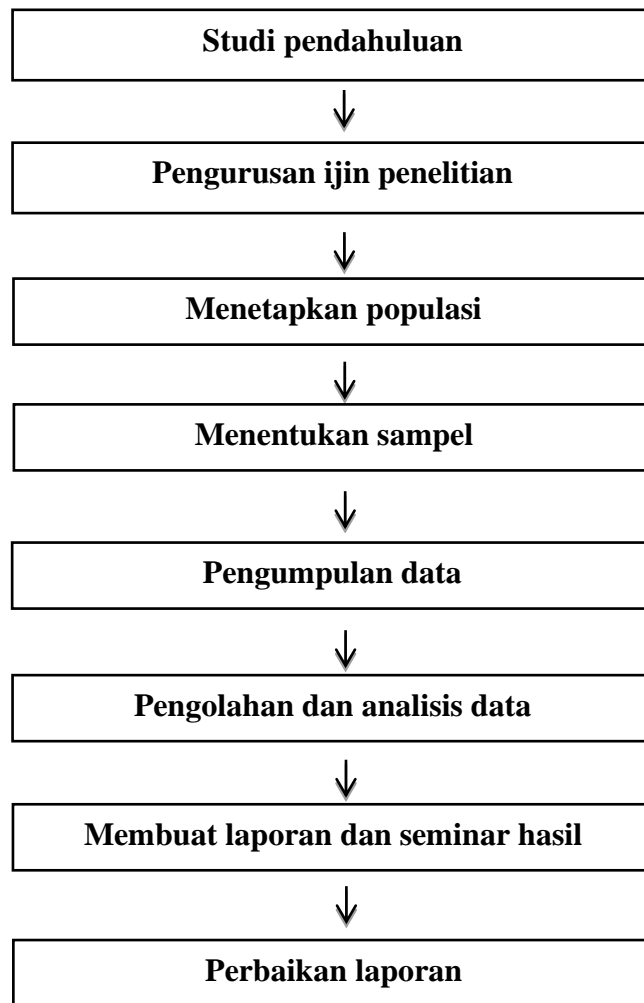 Studi pendahuluan
Pengurusan ijin penelitian
Menetapkan populasi
Menentukan sampel
Pengumpulan data
Pengolahan dan analisis data
Membuat laporan dan seminar hasil
Perbaikan laporan